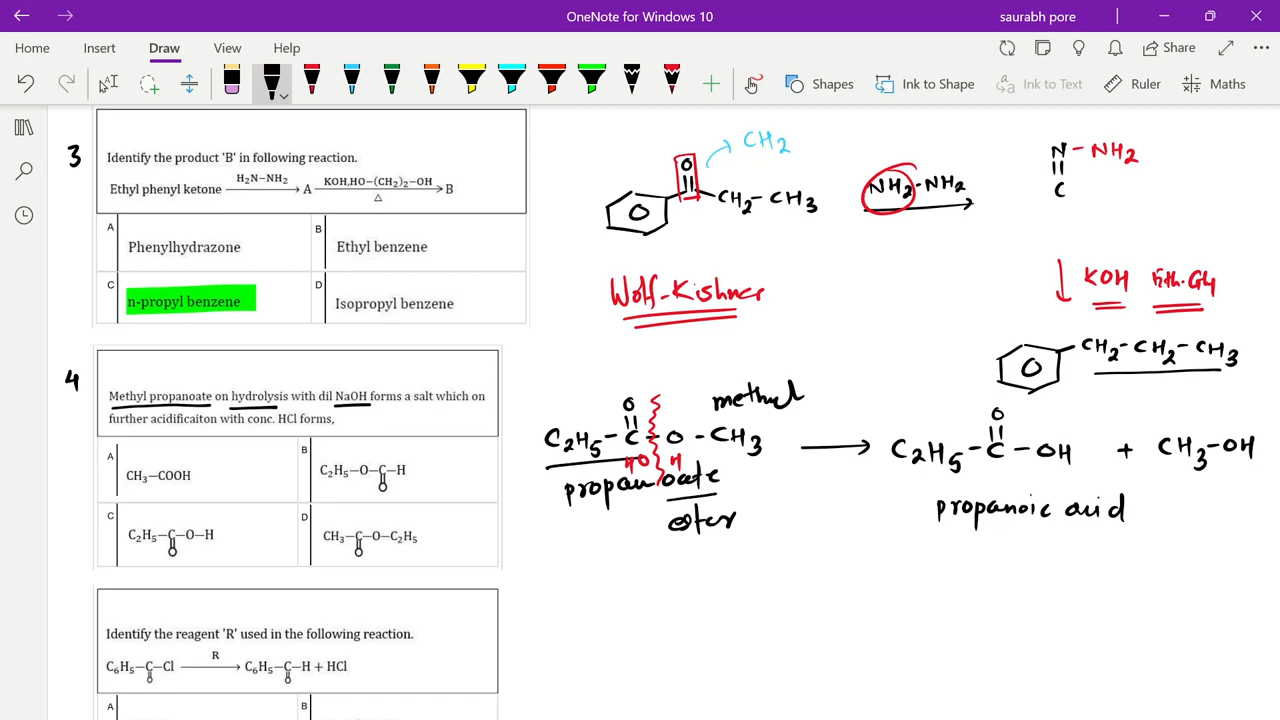 OneNote for Windows 10
saurabh pore
Home Insert Draw View Help
Share
Shapes Ink to Shape Ink to Text Ruler Maths
3
Identify the product 'B' in following reaction.
Ethyl phenyl ketone H₂N−NH₂ A KOH,HO−(CH₂)₂−OH △ B
A Phenylhydrazone
B Ethyl benzene
C n-propyl benzene
D Isopropyl benzene
O CH2
CH2-CH3
NH2-NH2
N-NH2
C
Wolf-Kishner
KOH Eth.Gly
CH2-CH2-CH3
4
Methyl propanoate on hydrolysis with dil NaOH forms a salt which on
further acidificaiton with conc. HCl forms,
A CH₃−COOH
B C₂H₅−O−C−H
O
C C₂H₅−C−O−H
O
D CH₃−C−O−C₂H₅
O
O methyl
C2H5-C-O-CH3
HO H
propanoate
ester
O
C2H5-C-OH + CH3-OH
propanoic acid
Identify the reagent 'R' used in the following reaction.
C₆H₅−C−Cl R C₆H₅−C−H + HCl
O O
A B